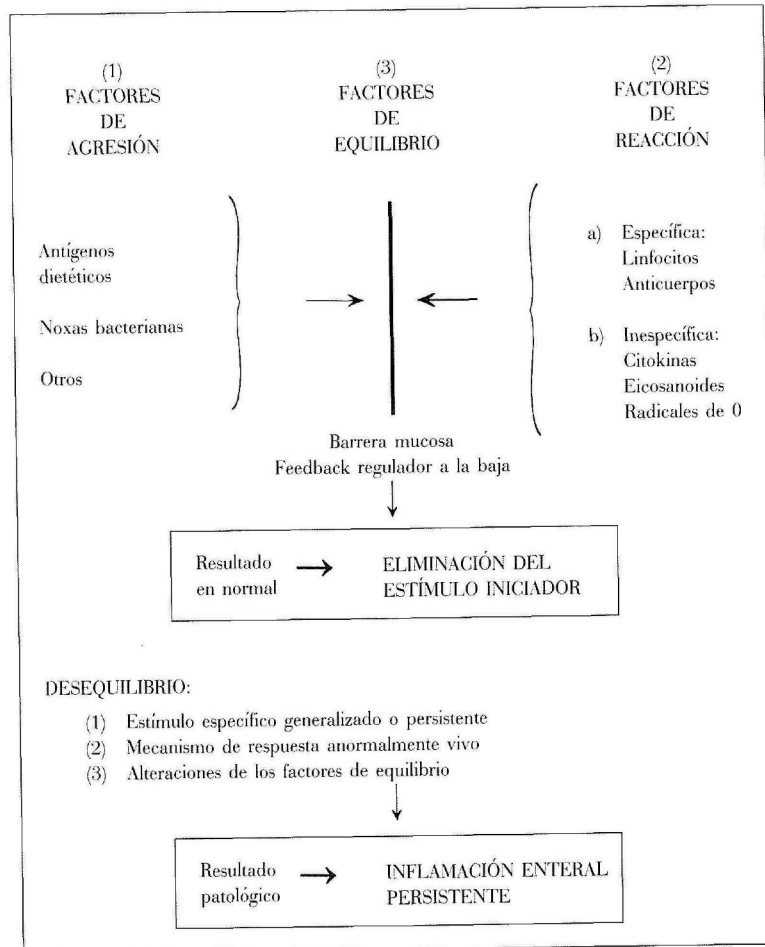 (1)
FACTORES
DE
AGRESIÓN
(3)
FACTORES
DE
EQUILIBRIO
(2)
FACTORES
DE
REACCIÓN
Antígenos
dietéticos
Noxas bacterianas
Otros
a) Específica:
Linfocitos
Anticuerpos
b) Inespecífica:
Citokinas
Eicosanoides
Radicales de 0
Barrera mucosa
Feedback regulador a la baja
Resultado
en normal
ELIMINACIÓN DEL
ESTÍMULO INICIADOR
DESEQUILIBRIO:
(1) Estímulo específico generalizado o persistente
(2) Mecanismo de respuesta anormalmente vivo
(3) Alteraciones de los factores de equilibrio
Resultado
patológico
INFLAMACIÓN ENTERAL
PERSISTENTE